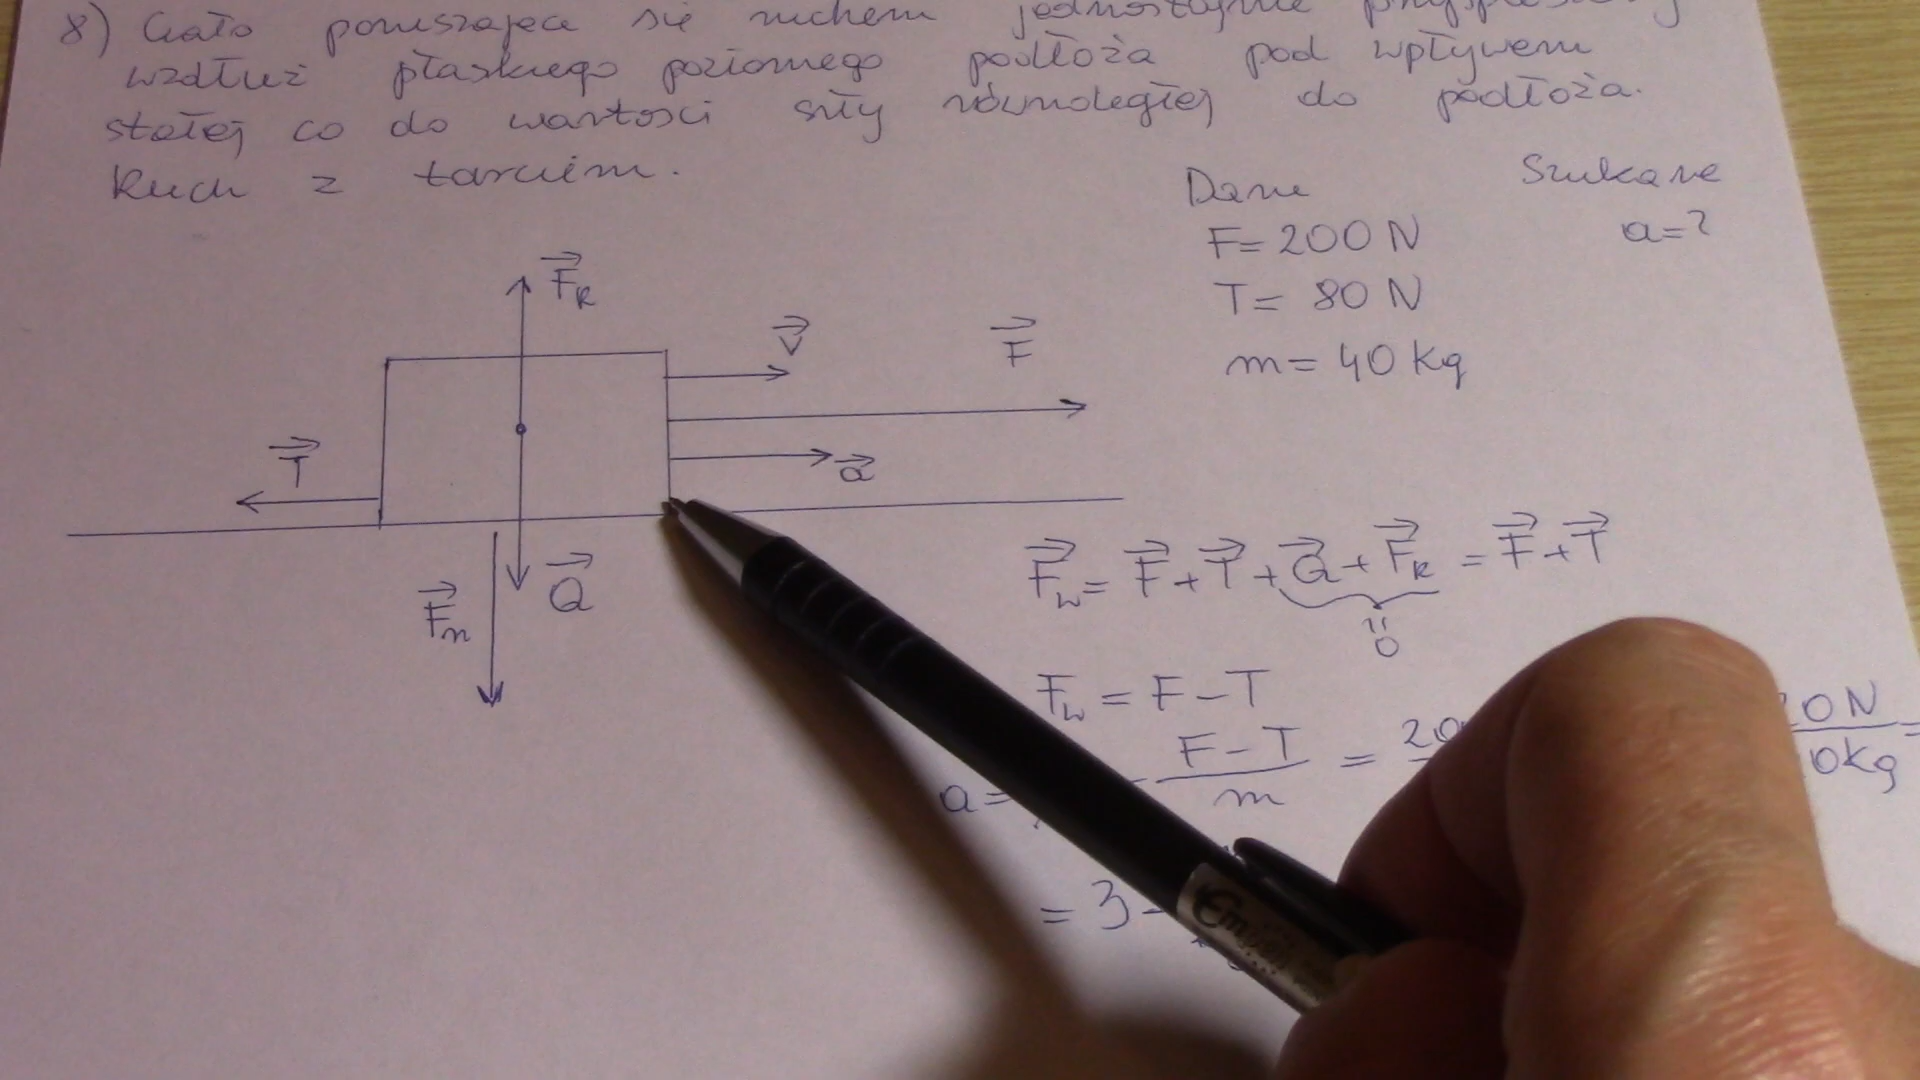 8) Ciało poruszające się ruchem jednostajnie
wzdłuż płaskiego poziomego podłoża pod wpływem
stałej co do wartości siły równoległej do podłoża.
Ruch z tarciem.
Dane Szukane
F= 200 N a=?
T= 80 N
m= 40 kg
F⃗R
v⃗
F⃗
a⃗
T⃗
Q⃗
F⃗n
F⃗w = F⃗ + T⃗ + Q⃗ + F⃗R = F⃗ + T⃗
=0
Fw = F - T
a= F - T / m = 20 0N / 0kg =
= 3